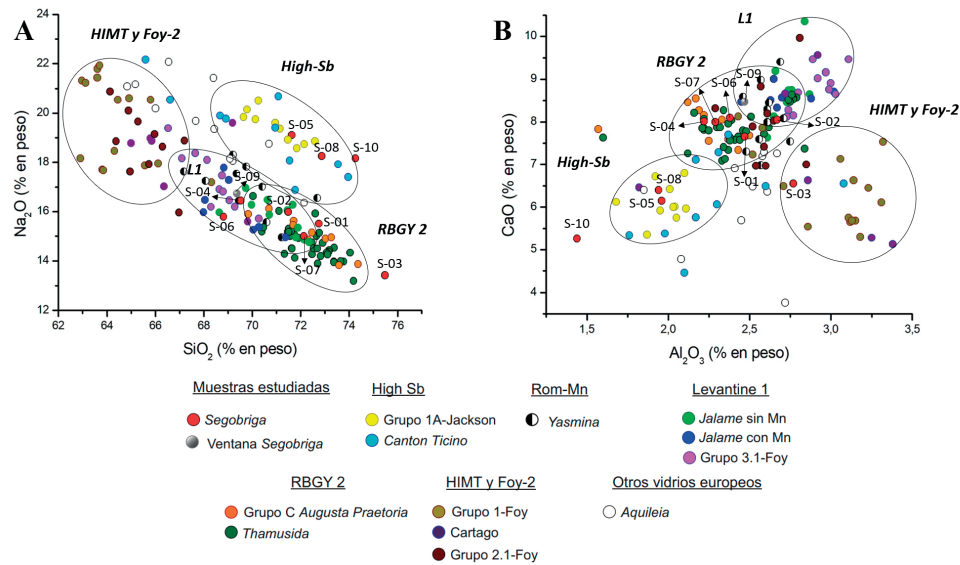 A
HIMT y Foy-2
High-Sb
S-05
S-08
S-10
L1
S-09
S-04
S-02
S-01
S-06
RBGY 2
S-07
S-03
Na2O (% en peso)
22
20
18
16
14
12
62 64 66 68 70 72 74 76
SiO2 (% en peso)
B
L1
RBGY 2
S-09
S-06
S-07
HIMT y Foy-2
S-04
S-02
High-Sb
S-01
S-08
S-03
S-05
S-10
CaO (% en peso)
10
9
8
7
6
5
4
1,5 2,0 2,5 3,0 3,5
Al2O3 (% en peso)
Muestras estudiadas
Segobriga
Ventana Segobriga
High Sb
Grupo 1A-Jackson
Canton Ticino
Rom-Mn
Yasmina
Levantine 1
Jalame sin Mn
Jalame con Mn
Grupo 3.1-Foy
RBGY 2
Grupo C Augusta Praetoria
Thamusida
HIMT y Foy-2
Grupo 1-Foy
Cartago
Grupo 2.1-Foy
Otros vidrios europeos
Aquileia